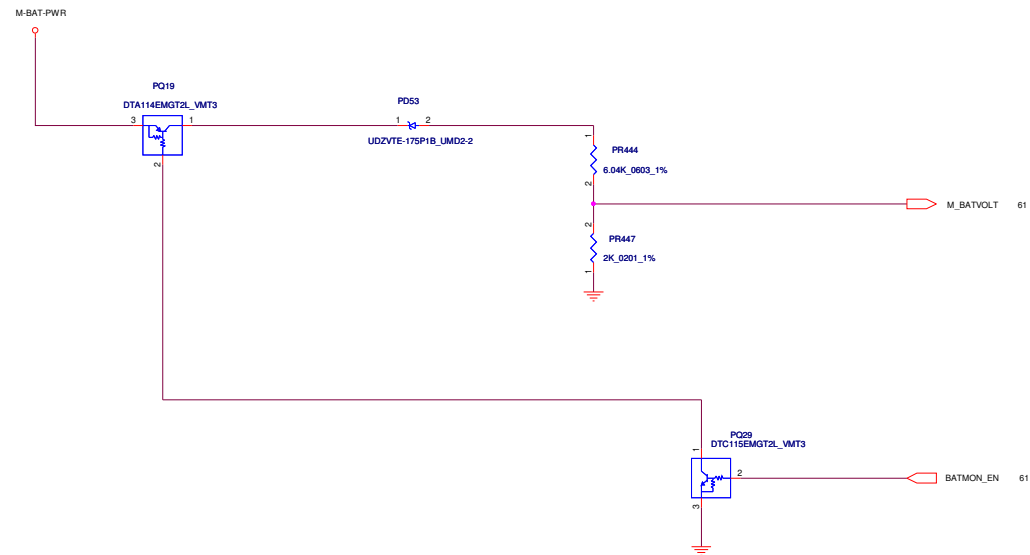 M-BAT-PWR
PQ19
DTA114EMGT2L_VMT3
3
1
2
PD53
1
2
UDZVTE-175P1B_UMD2-2
1
PR444
6.04K_0603_1%
2
M_BATVOLT 61
2
PR447
2K_0201_1%
1
PQ29
DTC115EMGT2L_VMT3
1
2
BATMON_EN 61
3